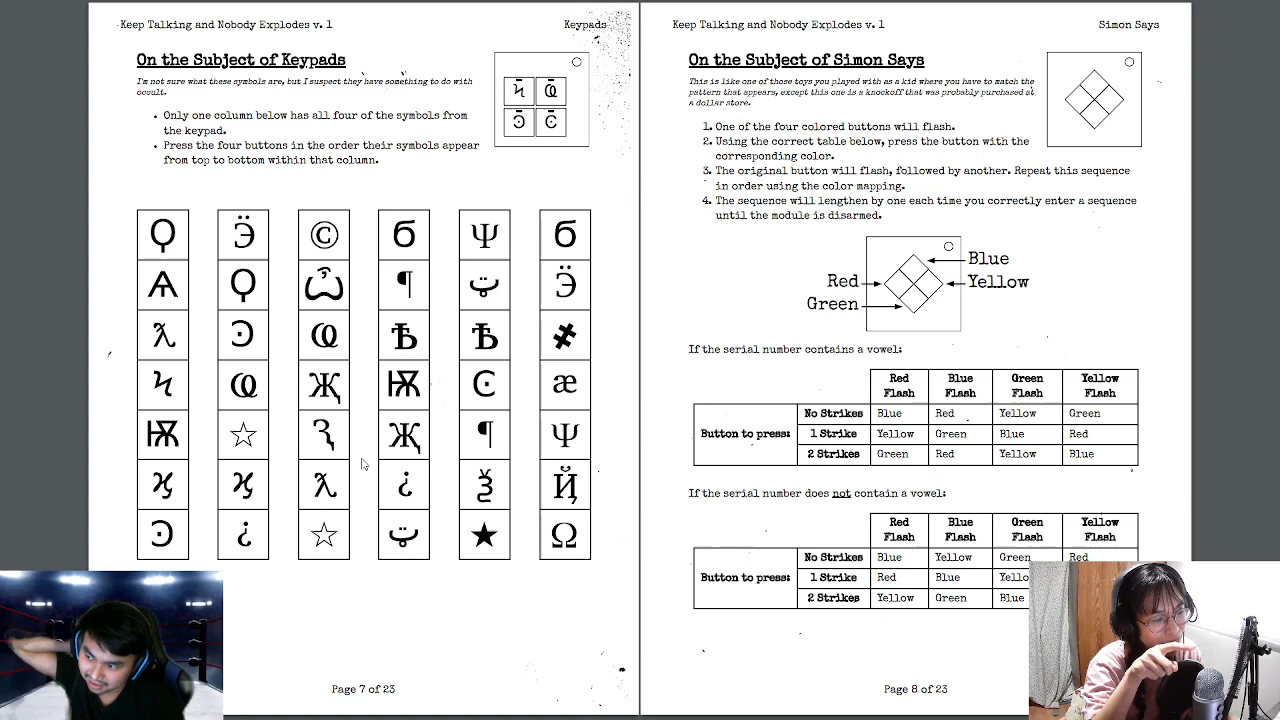 Keep Talking and Nobody Explodes v. 1
Keypads
On the Subject of Keypads
I'm not sure what these symbols are, but I suspect they have something to do with
occult.
• Only one column below has all four of the symbols from
the keypad.
• Press the four buttons in the order their symbols appear
from top to bottom within that column.
Ϟ Ѩ
Ͽ Ͼ
Ϙ Ӭ © б Ψ б
Ѧ Ϙ Ѽ ¶ ټ Ӭ
ƛ Ͽ Ҩ Ѣ Ѣ ҂
Ϟ Ҩ Җ Ѭ Ͼ æ
Ѭ ☆ Ԇ Җ ¶ Ψ
ϗ ϗ ƛ ¿ Ѯ Ҋ
Ͽ ¿ ☆ ټ ★ Ω
Page 7 of 23
Keep Talking and Nobody Explodes v. 1
Simon Says
On the Subject of Simon Says
This is like one of those toys you played with as a kid where you have to match the
pattern that appears, except this one is a knockoff that was probably purchased at
a dollar store.
1. One of the four colored buttons will flash.
2. Using the correct table below, press the button with the
corresponding color.
3. The original button will flash, followed by another. Repeat this sequence
in order using the color mapping.
4. The sequence will lengthen by one each time you correctly enter a sequence
until the module is disarmed.
Blue
Red
Yellow
Green
If the serial number contains a vowel:
Red Blue Green Yellow
Flash Flash Flash Flash
No Strikes Blue Red Yellow Green
Button to press: 1 Strike Yellow Green Blue Red
2 Strikes Green Red Yellow Blue
If the serial number does not contain a vowel:
Red Blue Green Yellow
Flash Flash Flash Flash
No Strikes Blue Yellow Green Red
Button to press: 1 Strike Red Blue Yello
2 Strikes Yellow Green Blue
Page 8 of 23